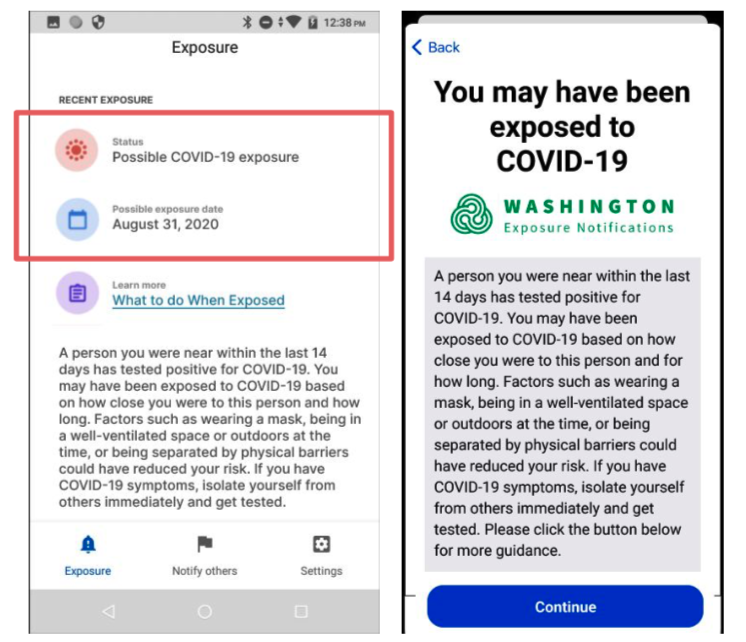 12:38 PM
Exposure
RECENT EXPOSURE
Status
Possible COVID-19 exposure
Possible exposure date
August 31, 2020
Learn more
What to do When Exposed
A person you were near within the last 14
days has tested positive for COVID-19. You
may have been exposed to COVID-19 based
on how close you were to this person and how
long. Factors such as wearing a mask, being in
a well-ventilated space or outdoors at the
time, or being separated by physical barriers
could have reduced your risk. If you have
COVID-19 symptoms, isolate yourself from
others immediately and get tested.
Exposure
Notify others
Settings
Back
You may have been
exposed to
COVID-19
WASHINGTON
Exposure Notifications
A person you were near within the last
14 days has tested positive for
COVID-19. You may have been
exposed to COVID-19 based on how
close you were to this person and for
how long. Factors such as wearing a
mask, being in a well-ventilated space
or outdoors at the time, or being
separated by physical barriers could
have reduced your risk. If you have
COVID-19 symptoms, isolate yourself
from others immediately and get
tested. Please click the button below
for more guidance.
Continue